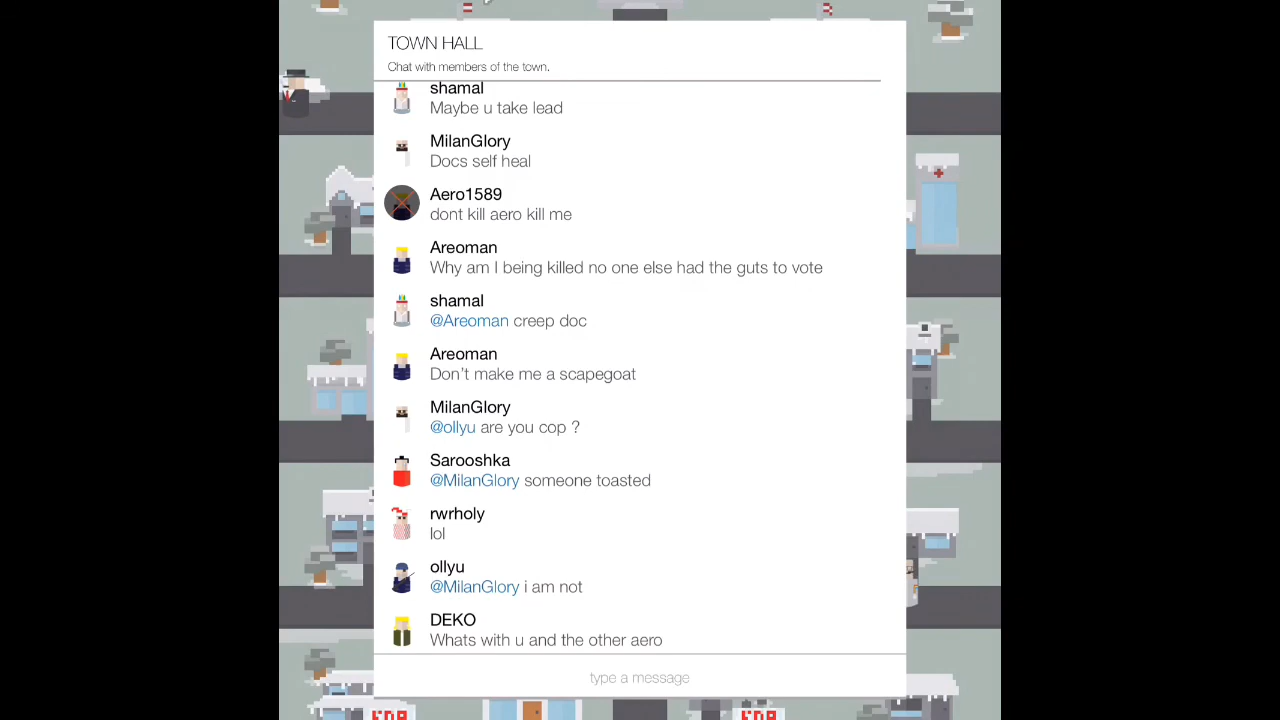 TOWN HALL
Chat with members of the town.
shamal
Maybe u take lead
MilanGlory
Docs self heal
Aero1589
dont kill aero kill me
Areoman
Why am I being killed no one else had the guts to vote
shamal
@Areoman creep doc
Areoman
Don't make me a scapegoat
MilanGlory
@ollyu are you cop ?
Sarooshka
@MilanGlory someone toasted
rwrholy
lol
ollyu
@MilanGlory i am not
DEKO
Whats with u and the other aero
type a message